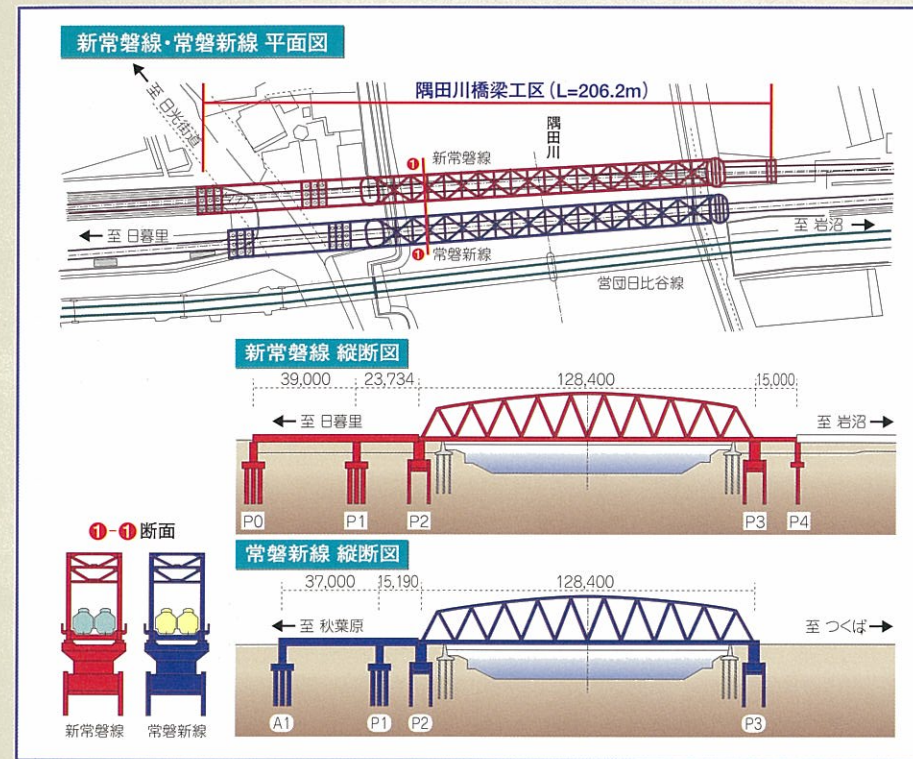 新常磐線・常磐新線 平面図
至 日光街道
隅田川橋梁工区(L=206.2m)
隅田川
新常磐線
❶
至 日暮里
至 岩沼
❶
常磐新線
営団日比谷線
新常磐線 縦断図
39,000 23,734 128,400 15,000
至 日暮里
至 岩沼
P0 P1 P2 P3 P4
❶-❶断面
新常磐線 常磐新線
常磐新線 縦断図
37,000 15,190 128,400
至 秋葉原
至 つくば
A1 P1 P2 P3